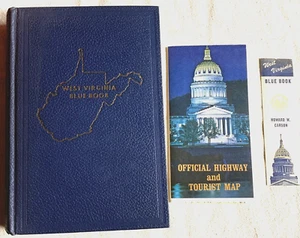 WEST VIRGINIA
BLUE BOOK
OFFICIAL HIGHWAY
and
TOURIST MAP
West Virginia
BLUE BOOK
HOWARD W.
CARSON